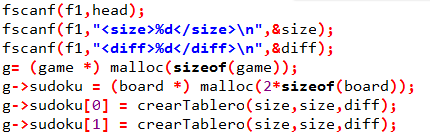 fscanf(f1,head);
fscanf(f1,"<size>%d</size>\n",&size);
fscanf(f1,"<diff>%d</diff>\n",&diff);
g= (game *) malloc(sizeof(game));
g->sudoku = (board *) malloc(2*sizeof(board));
g->sudoku[0] = crearTablero(size,size,diff);
g->sudoku[1] = crearTablero(size,size,diff);